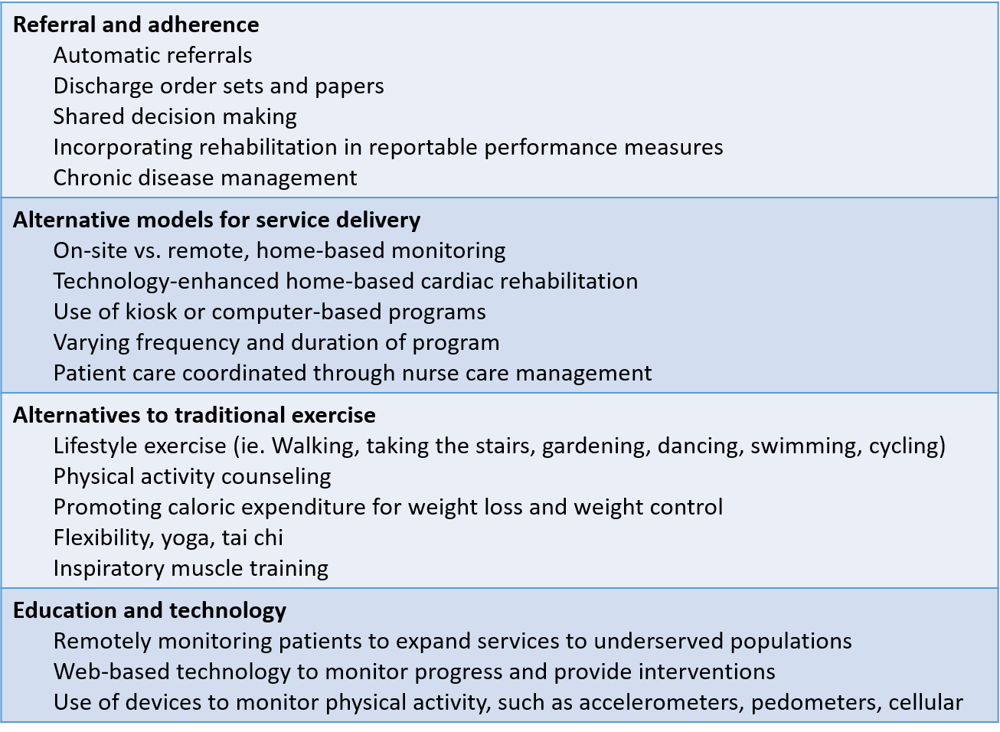 Referral and adherence
Automatic referrals
Discharge order sets and papers
Shared decision making
Incorporating rehabilitation in reportable performance measures
Chronic disease management
Alternative models for service delivery
On-site vs. remote, home-based monitoring
Technology-enhanced home-based cardiac rehabilitation
Use of kiosk or computer-based programs
Varying frequency and duration of program
Patient care coordinated through nurse care management
Alternatives to traditional exercise
Lifestyle exercise (ie. Walking, taking the stairs, gardening, dancing, swimming, cycling)
Physical activity counseling
Promoting caloric expenditure for weight loss and weight control
Flexibility, yoga, tai chi
Inspiratory muscle training
Education and technology
Remotely monitoring patients to expand services to underserved populations
Web-based technology to monitor progress and provide interventions
Use of devices to monitor physical activity, such as accelerometers, pedometers, cellular